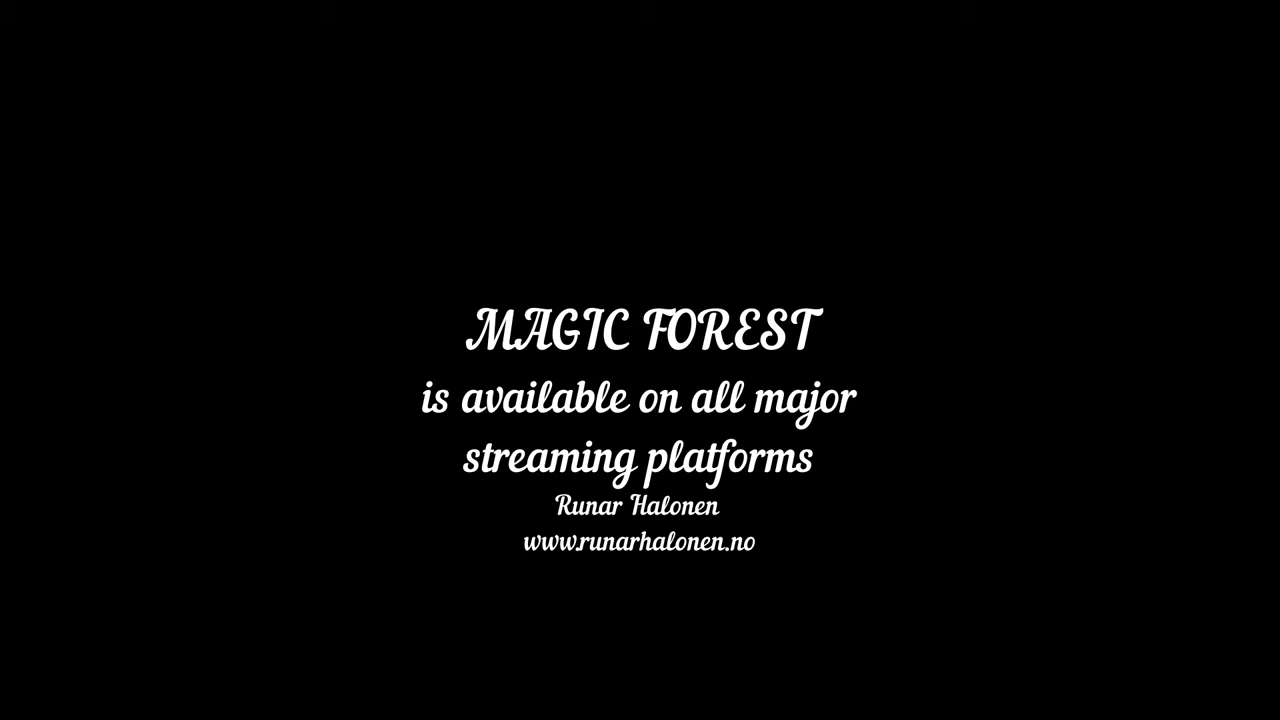 MAGIC FOREST
is available on all major
streaming platforms
Runar Halonen
www.runarhalonen.no